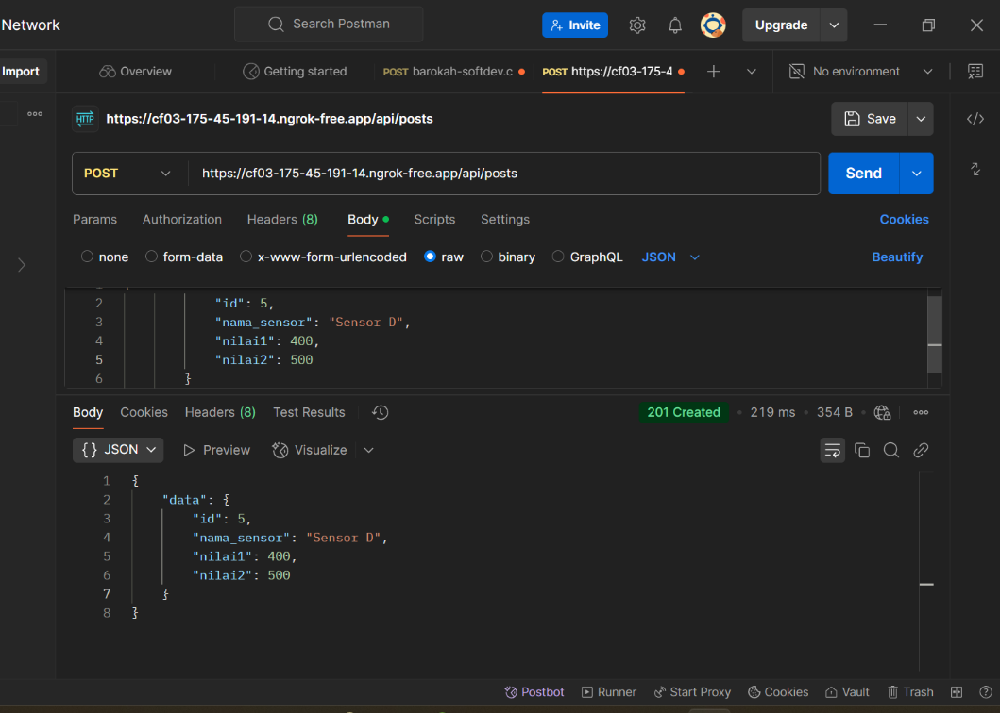 Network
Search Postman
Invite
Upgrade
Import
Overview
Getting started
POST barokah-softdev.c
POST https://cf03-175-4
No environment
HTTP https://cf03-175-45-191-14.ngrok-free.app/api/posts
Save
POST
https://cf03-175-45-191-14.ngrok-free.app/api/posts
Send
Params Authorization Headers (8) Body Scripts Settings Cookies
none form-data x-www-form-urlencoded raw binary GraphQL JSON Beautify
2 "id": 5,
3 "nama_sensor": "Sensor D",
4 "nilai1": 400,
5 "nilai2": 500
6 }
Body Cookies Headers (8) Test Results
201 Created • 219 ms • 354 B
{} JSON Preview Visualize
1 {
2 "data": {
3 "id": 5,
4 "nama_sensor": "Sensor D",
5 "nilai1": 400,
6 "nilai2": 500
7 }
8 }
Postbot Runner Start Proxy Cookies Vault Trash